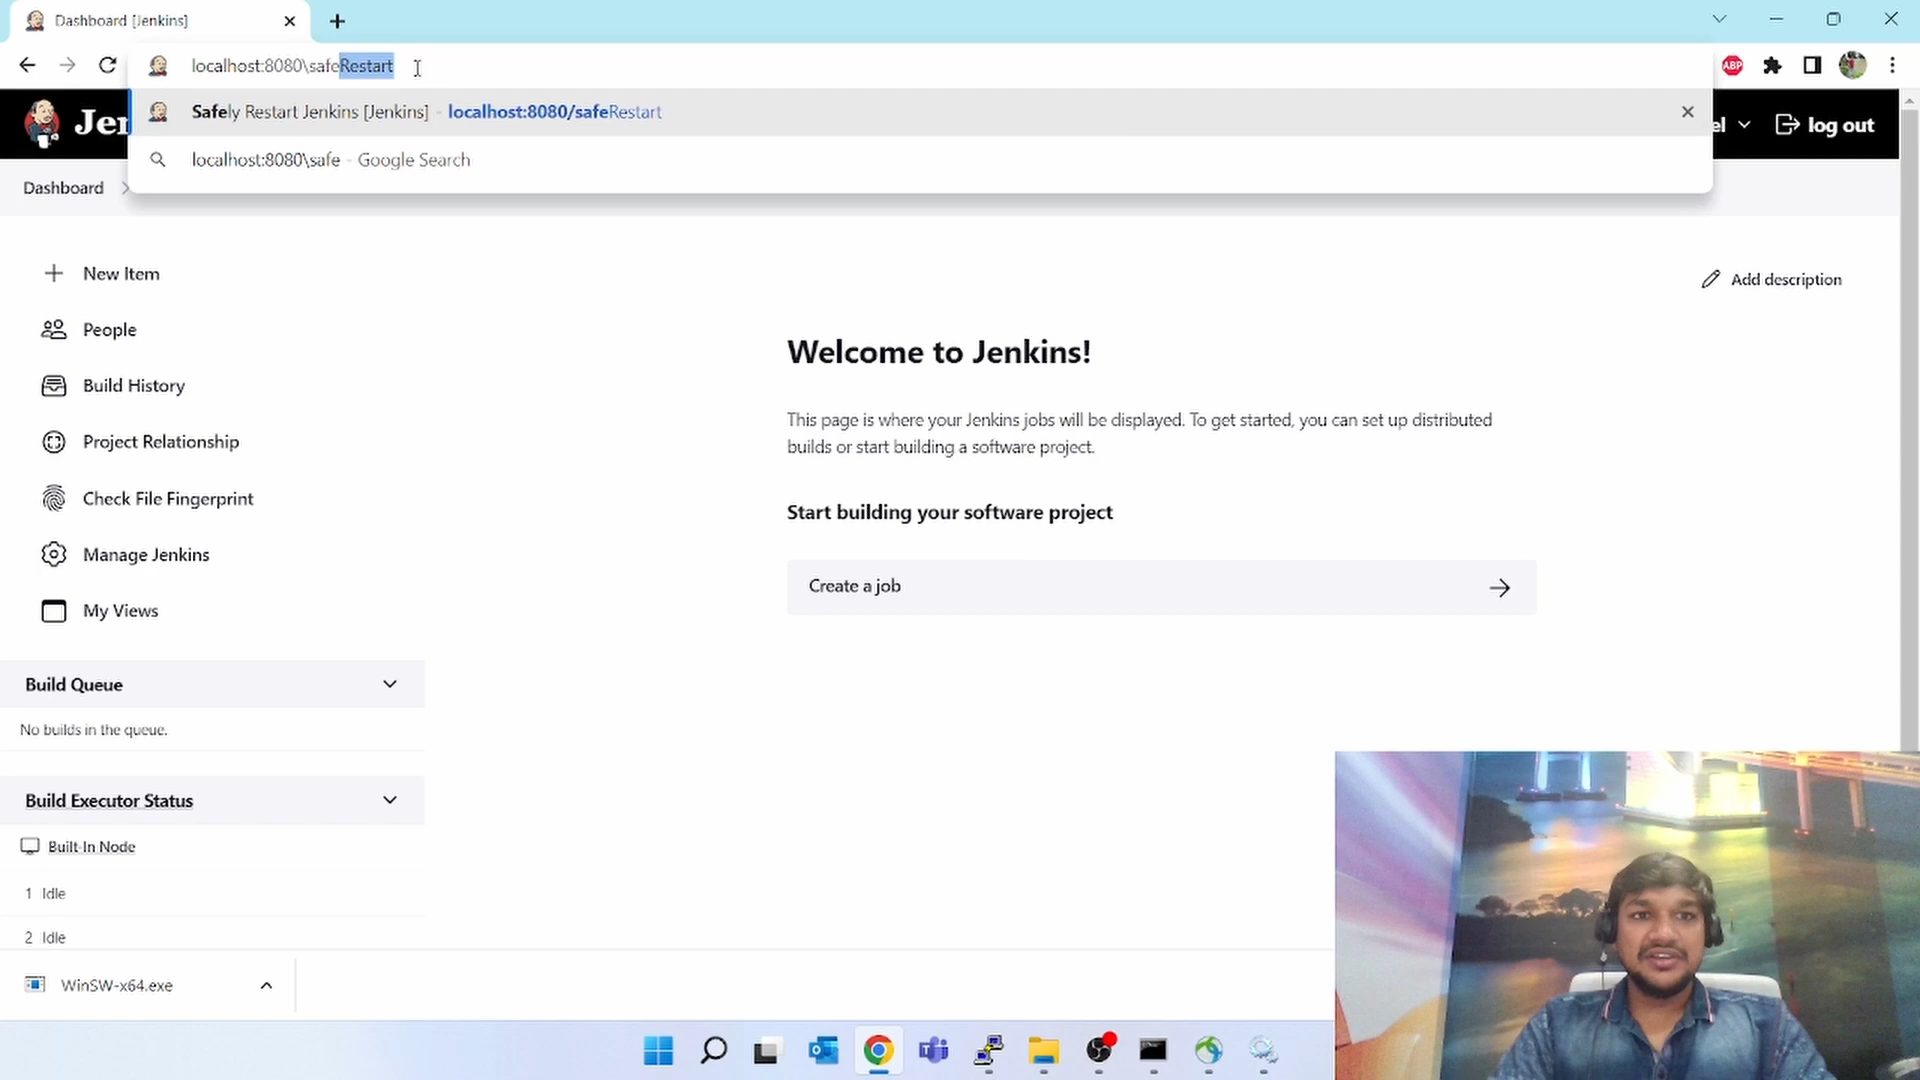 Dashboard [Jenkins]
localhost:8080\safeRestart
ABP
Safely Restart Jenkins [Jenkins] - localhost:8080/safeRestart
localhost:8080\safe - Google Search
Jer
el
log out
Dashboard
New Item
Add description
People
Build History
Project Relationship
Check File Fingerprint
Manage Jenkins
My Views
Welcome to Jenkins!
This page is where your Jenkins jobs will be displayed. To get started, you can set up distributed
builds or start building a software project.
Start building your software project
Create a job
Build Queue
No builds in the queue.
Build Executor Status
Built-In Node
1 Idle
2 Idle
WinSW-x64.exe